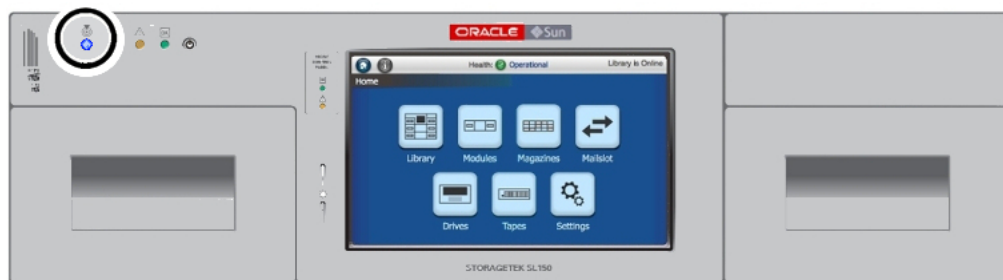 ORACLE Sun
Health: Operational
Library is Online
Home
Library
Modules
Magazines
Mailslot
Drives
Tapes
Settings
STORAGETEK SL150